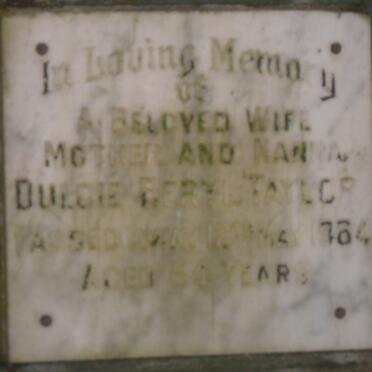 In Loving Memory
of
A BELOVED WIFE
MOTHER AND NANNA
DULCIE BERYL TAYLOR
PASSED AWAY MAY 1984
AGED YEARS